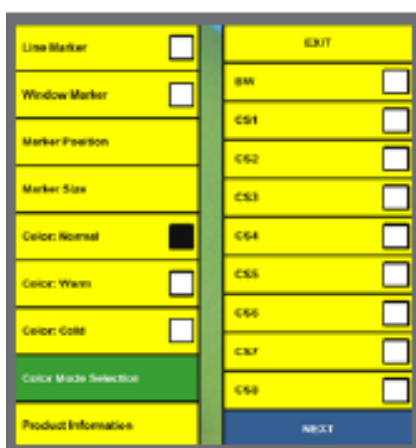 Line Marker
Window Marker
Marker Position
Marker Size
Color: Normal
Color: Warm
Color: Cold
Color Mode Selection
Product Information
EXIT
BW
CS1
CS2
CS3
CS4
CS5
CS6
CS7
CS8
NEXT